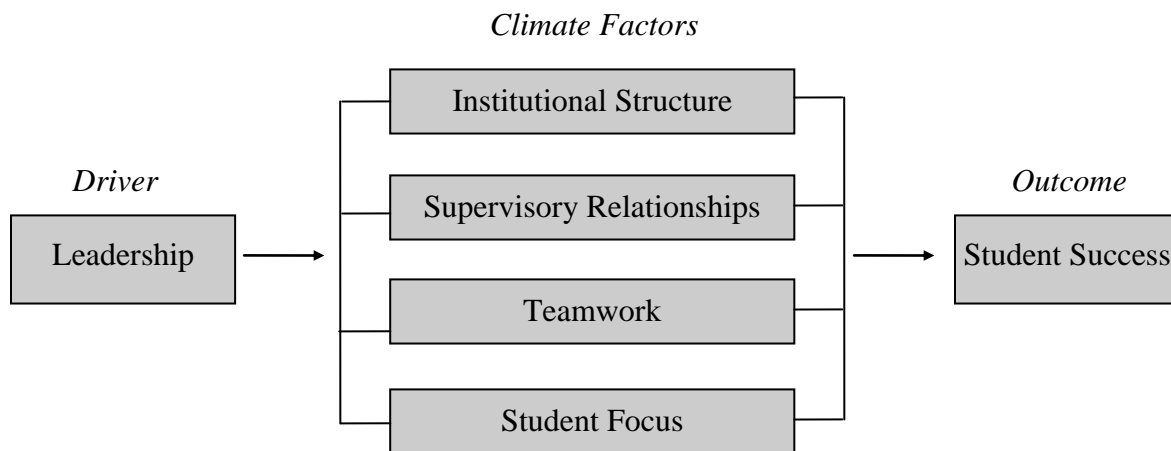 Climate Factors
Institutional Structure
Driver
Supervisory Relationships
Outcome
Leadership
Student Success
Teamwork
Student Focus